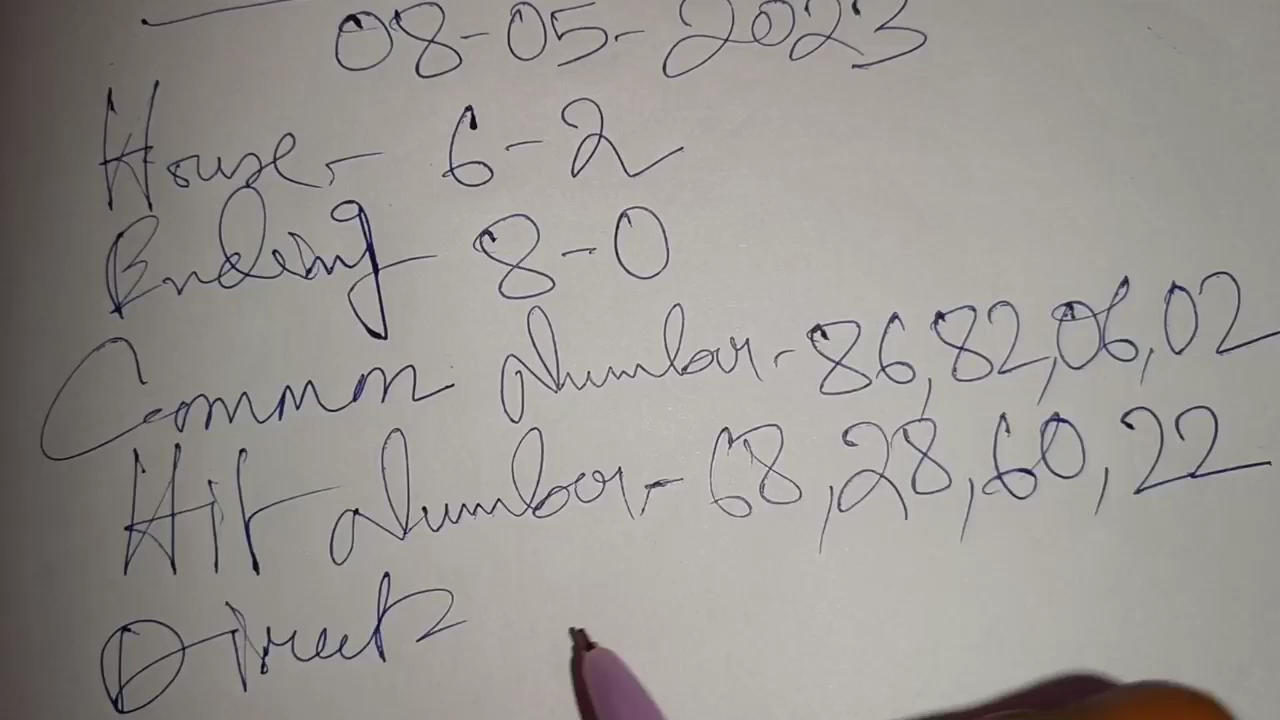 08-05-2023
House - 6-2
Ending - 8-0
Common Number - 86,82,06,02
Hit Number - 68,28,60,22
Direct